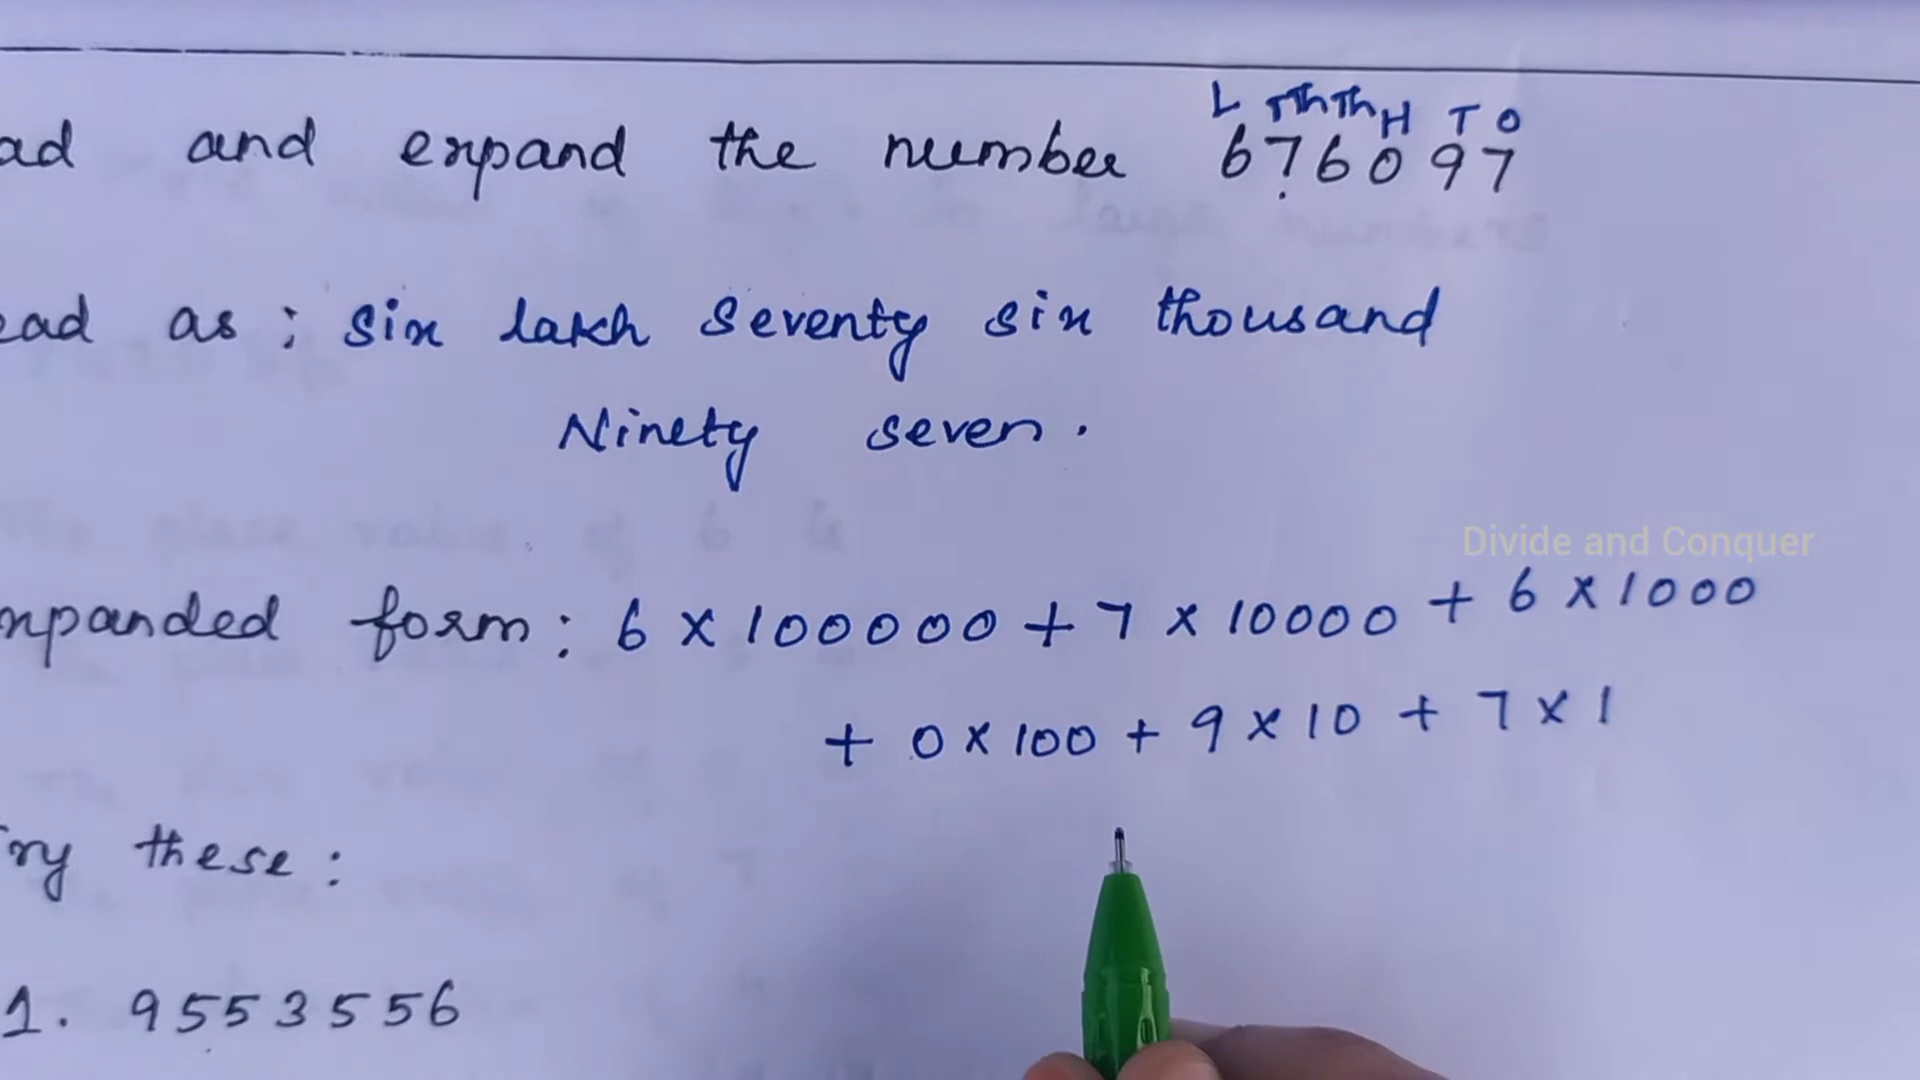 ad and expand the number 676097
L TTh Th H T O
ead as : Six lakh Seventy six thousand
Ninety seven.
Divide and Conquer
xpanded form : 6 x 100000 + 7 x 10000 + 6 x 1000
+ 0 x 100 + 9 x 10 + 7 x 1
ry these :
1. 9553556